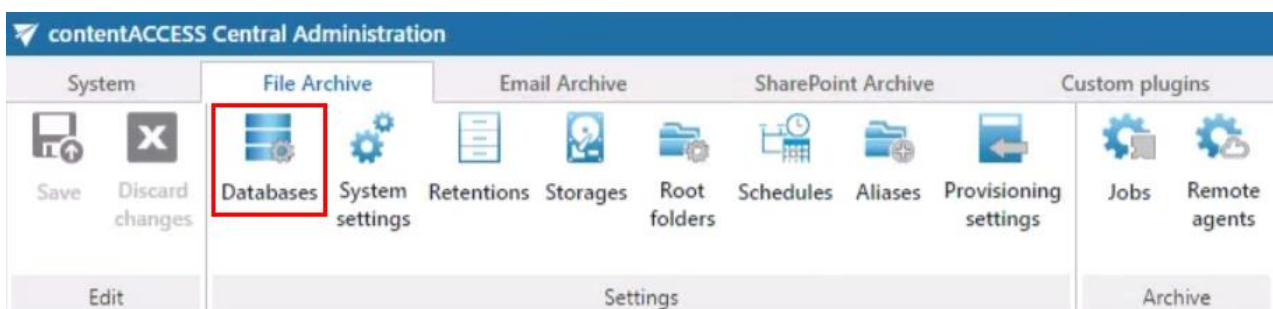 contentACCESS Central Administration
System File Archive Email Archive SharePoint Archive Custom plugins
Save Discard Databases System Retentions Storages Root Schedules Aliases Provisioning Jobs Remote
changes settings folders settings agents
Edit Settings Archive